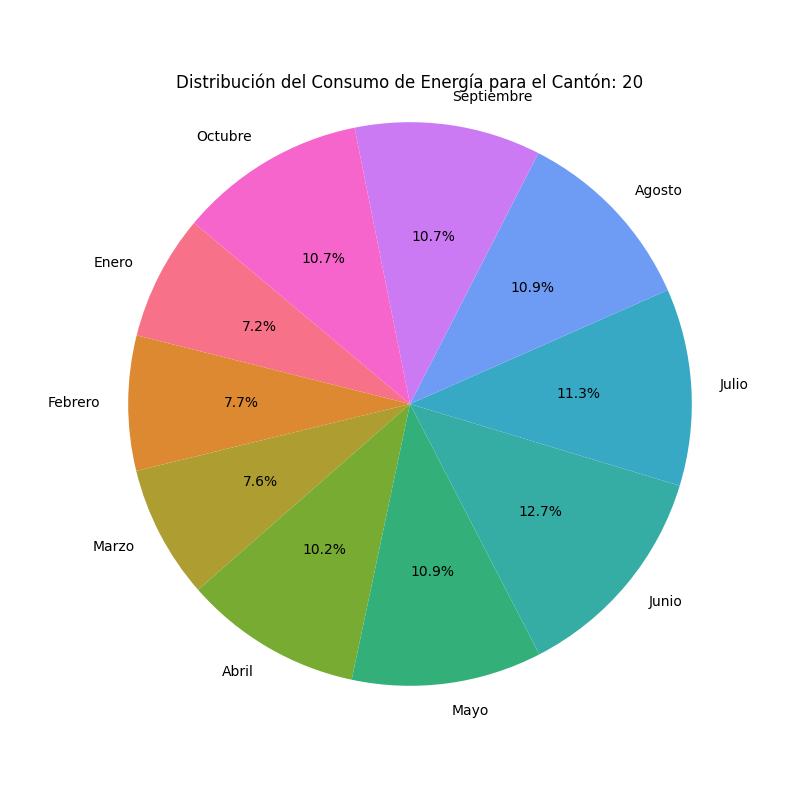 Distribución del Consumo de Energía para el Cantón: 20
Septiembre
Octubre
Agosto
10.7%
10.7%
Enero
10.9%
7.2%
Julio
11.3%
Febrero
7.7%
7.6%
12.7%
Marzo
10.2%
10.9%
Junio
Abril
Mayo